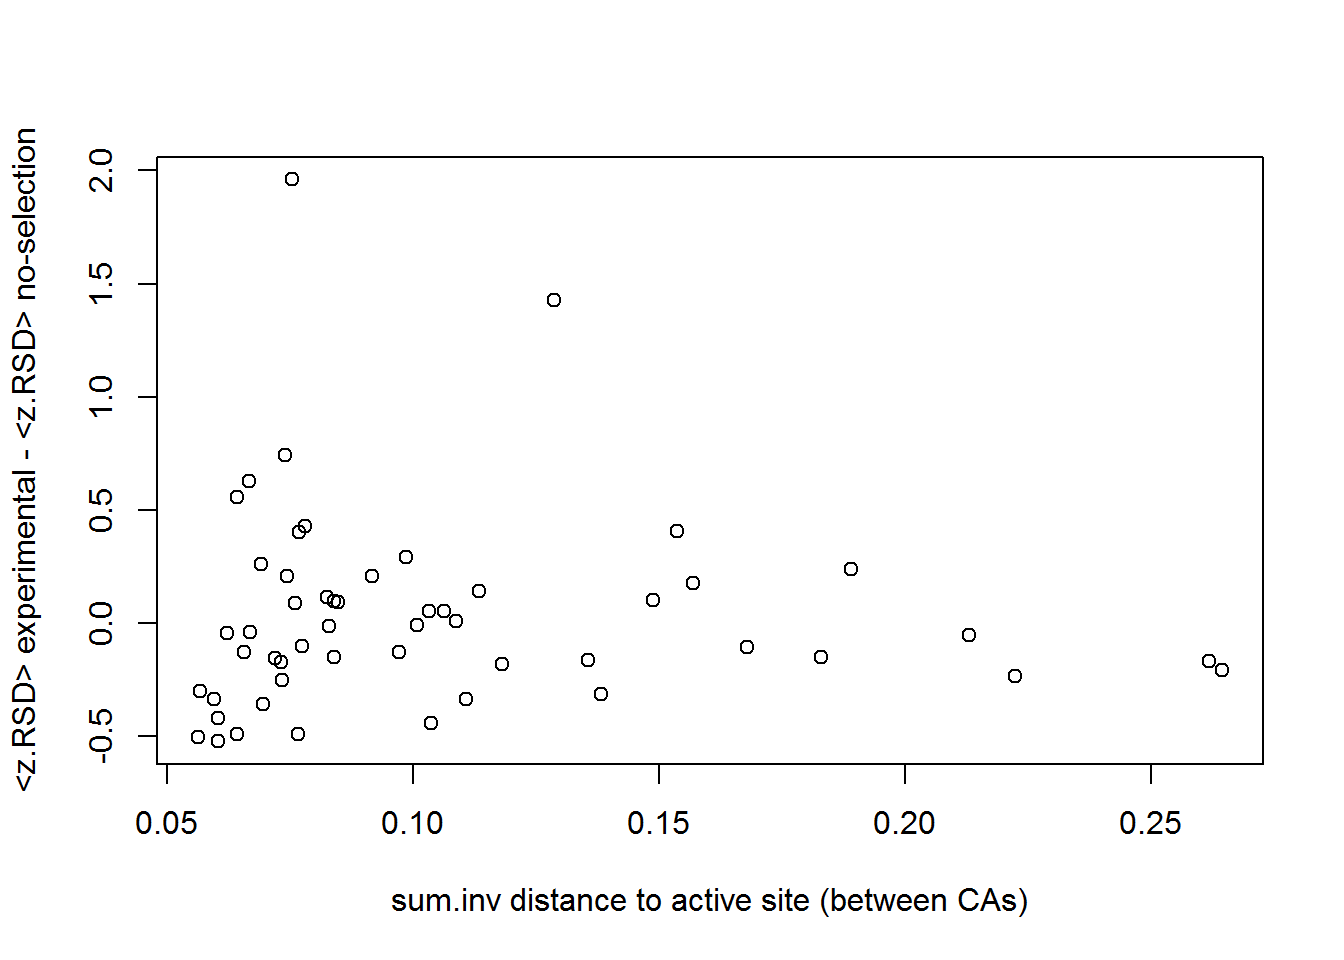 <z.RSD> experimental - <z.RSD> no-selection
2.0
1.5
1.0
0.5
0.0
-0.5
0.05 0.10 0.15 0.20 0.25
sum.inv distance to active site (between CAs)